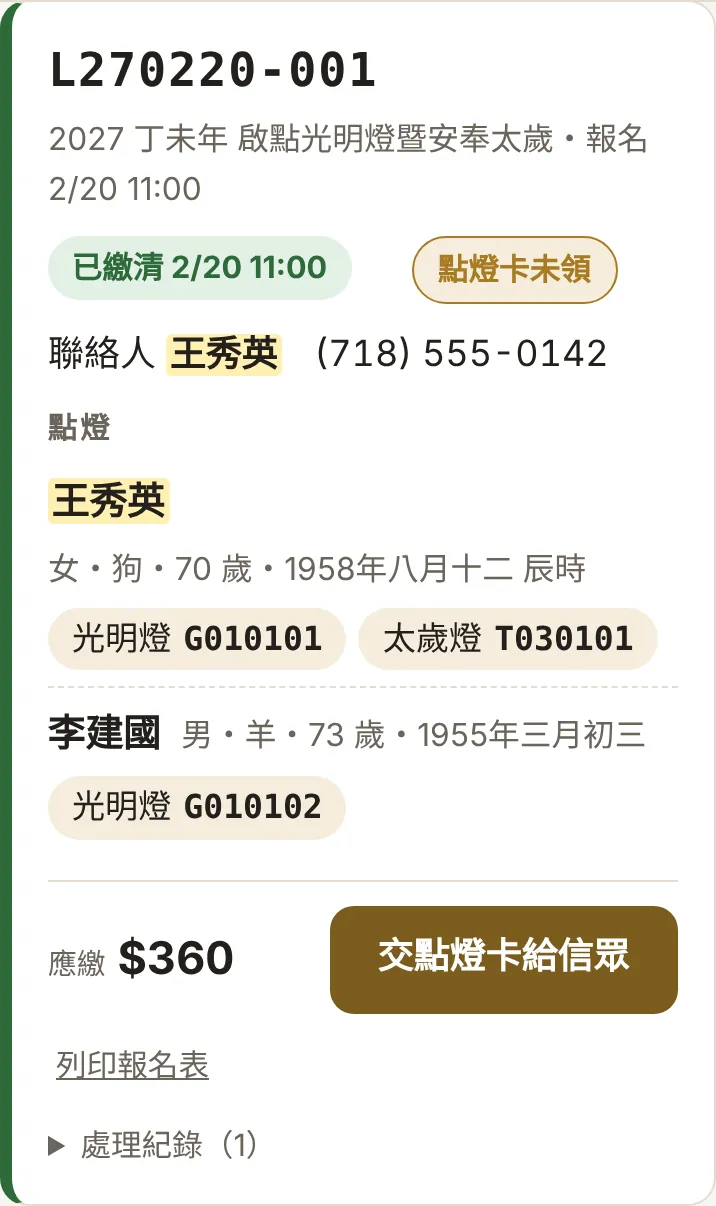 L270220-001
2027 丁未年 啟點光明燈暨安奉太歲・報名
2/20 11:00
已繳清 2/20 11:00
點燈卡未領
聯絡人 王秀英 (718) 555-0142
點燈
王秀英
女・狗・70 歲・1958年八月十二 辰時
光明燈 G010101
太歲燈 T030101
李建國 男・羊・73 歲・1955年三月初三
光明燈 G010102
應繳 $360
交點燈卡給信眾
列印報名表
▶ 處理紀錄（1）